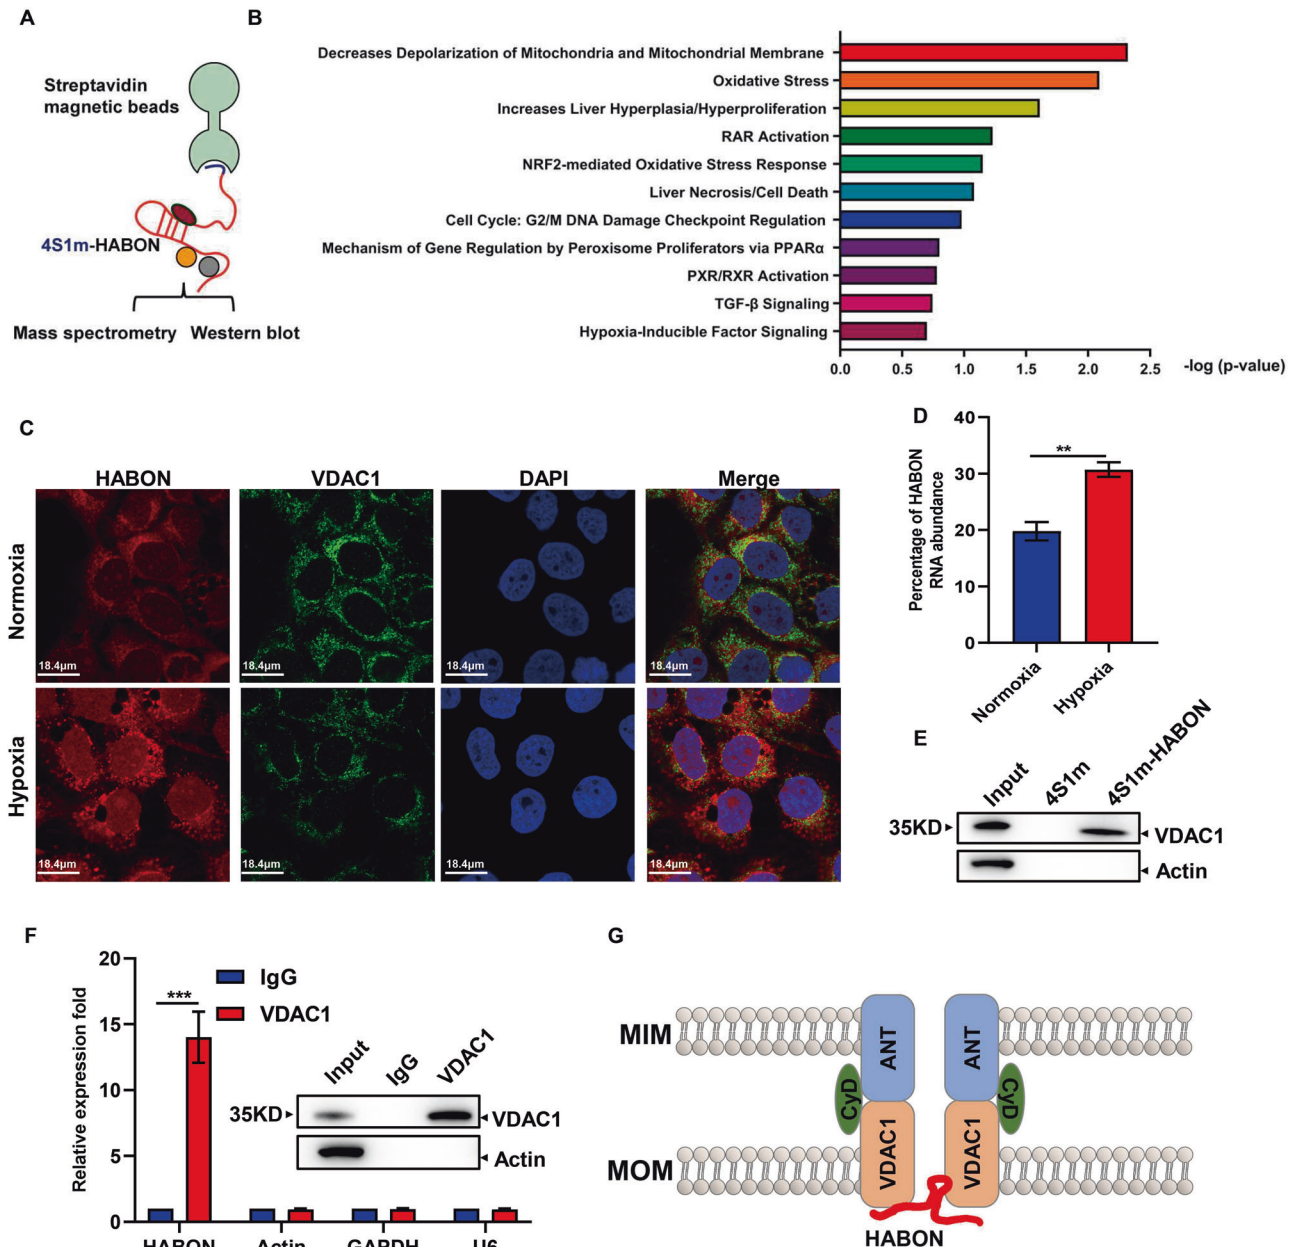 A
Streptavidin
magnetic beads
4S1m-HABON
Mass spectrometry Western blot
B
Decreases Depolarization of Mitochondria and Mitochondrial Membrane
Oxidative Stress
Increases Liver Hyperplasia/Hyperproliferation
RAR Activation
NRF2-mediated Oxidative Stress Response
Liver Necrosis/Cell Death
Cell Cycle: G2/M DNA Damage Checkpoint Regulation
Mechanism of Gene Regulation by Peroxisome Proliferators via PPARα
PXR/RXR Activation
TGF-β Signaling
Hypoxia-Inducible Factor Signaling
0.0 0.5 1.0 1.5 2.0 2.5
-log (p-value)
C
HABON VDAC1 DAPI Merge
Normoxia
18.4μm 18.4μm 18.4μm 18.4μm
Hypoxia
18.4μm 18.4μm 18.4μm 18.4μm
D
Percentage of HABON
RNA abundance
40
30
20
10
0
**
Normoxia Hypoxia
E
Input 4S1m 4S1m-HABON
35KD VDAC1
Actin
F
Relative expression fold
20
15
10
5
0
***
IgG
VDAC1
Input IgG VDAC1
35KD VDAC1
Actin
HABON Actin GAPDH U6
G
MIM
ANT ANT
CyD CyD
VDAC1 VDAC1
MOM
HABON